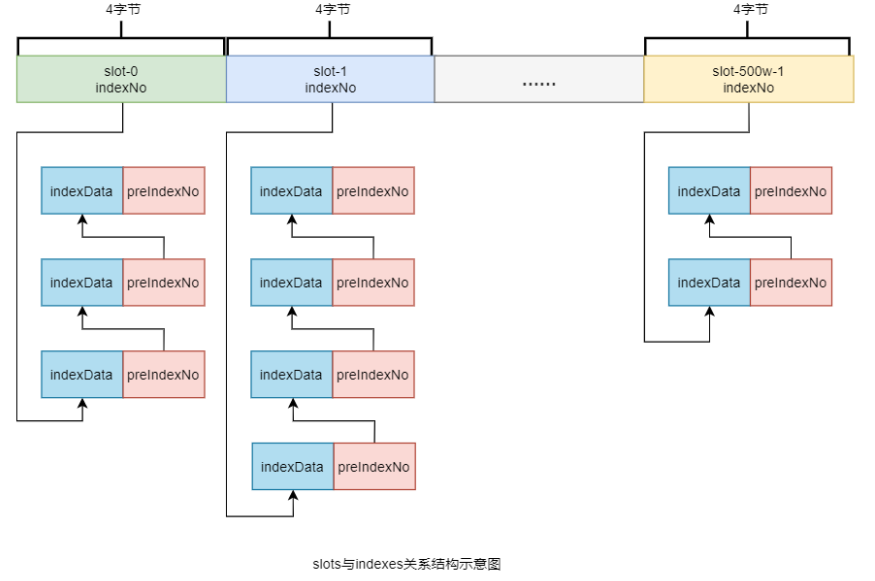 4字节
4字节
4字节
slot-0
indexNo
slot-1
indexNo
......
slot-500w-1
indexNo
indexData preIndexNo
indexData preIndexNo
indexData preIndexNo
indexData preIndexNo
indexData preIndexNo
indexData preIndexNo
indexData preIndexNo
indexData preIndexNo
indexData preIndexNo
slots与indexes关系结构示意图